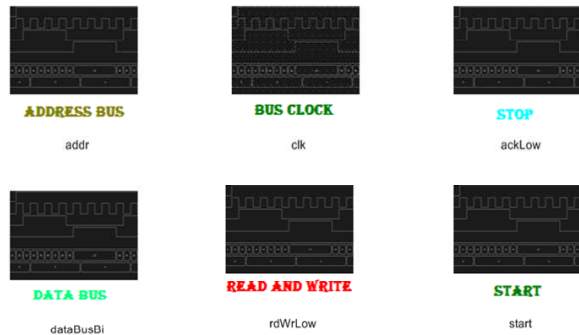 ADDRESS BUS
BUS CLOCK
STOP
addr
clk
ackLow
DATA BUS
READ AND WRITE
START
dataBusBi
rdWrLow
start